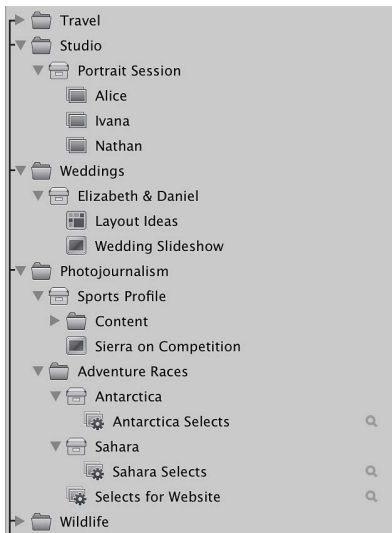 Travel
Studio
Portrait Session
Alice
Ivana
Nathan
Weddings
Elizabeth & Daniel
Layout Ideas
Wedding Slideshow
Photojournalism
Sports Profile
Content
Sierra on Competition
Adventure Races
Antarctica
Antarctica Selects
Sahara
Sahara Selects
Selects for Website
Wildlife